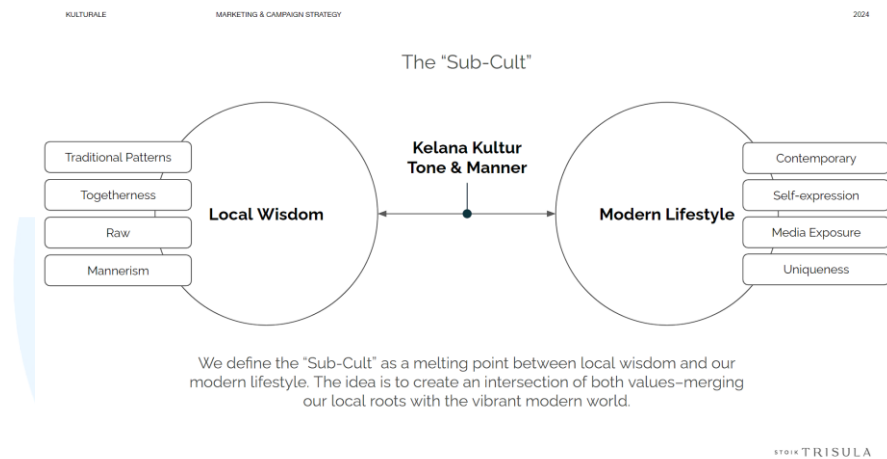 KULTURALE
MARKETING & CAMPAIGN STRATEGY
2024
The “Sub-Cult”
Traditional Patterns
Togetherness
Raw
Mannerism
Local Wisdom
Kelana Kultur
Tone & Manner
Modern Lifestyle
Contemporary
Self-expression
Media Exposure
Uniqueness
We define the “Sub-Cult” as a melting point between local wisdom and our
modern lifestyle. The idea is to create an intersection of both values–merging
our local roots with the vibrant modern world.
STOIK TRISULA